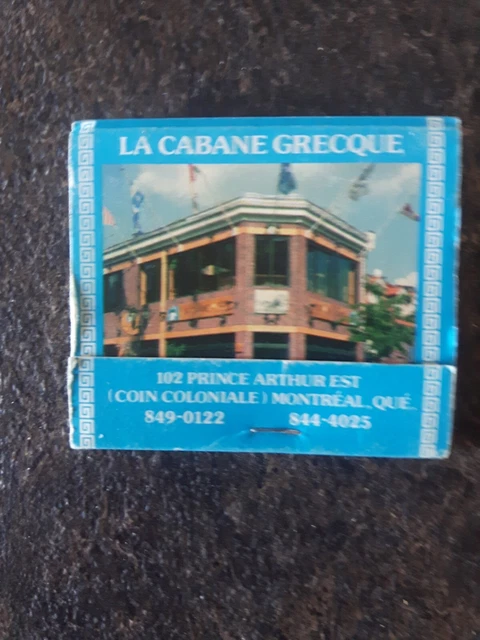 LA CABANE GRECQUE
102 PRINCE ARTHUR EST
(COIN COLONIALE) MONTRÉAL, QUÉ.
849-0122 844-4025